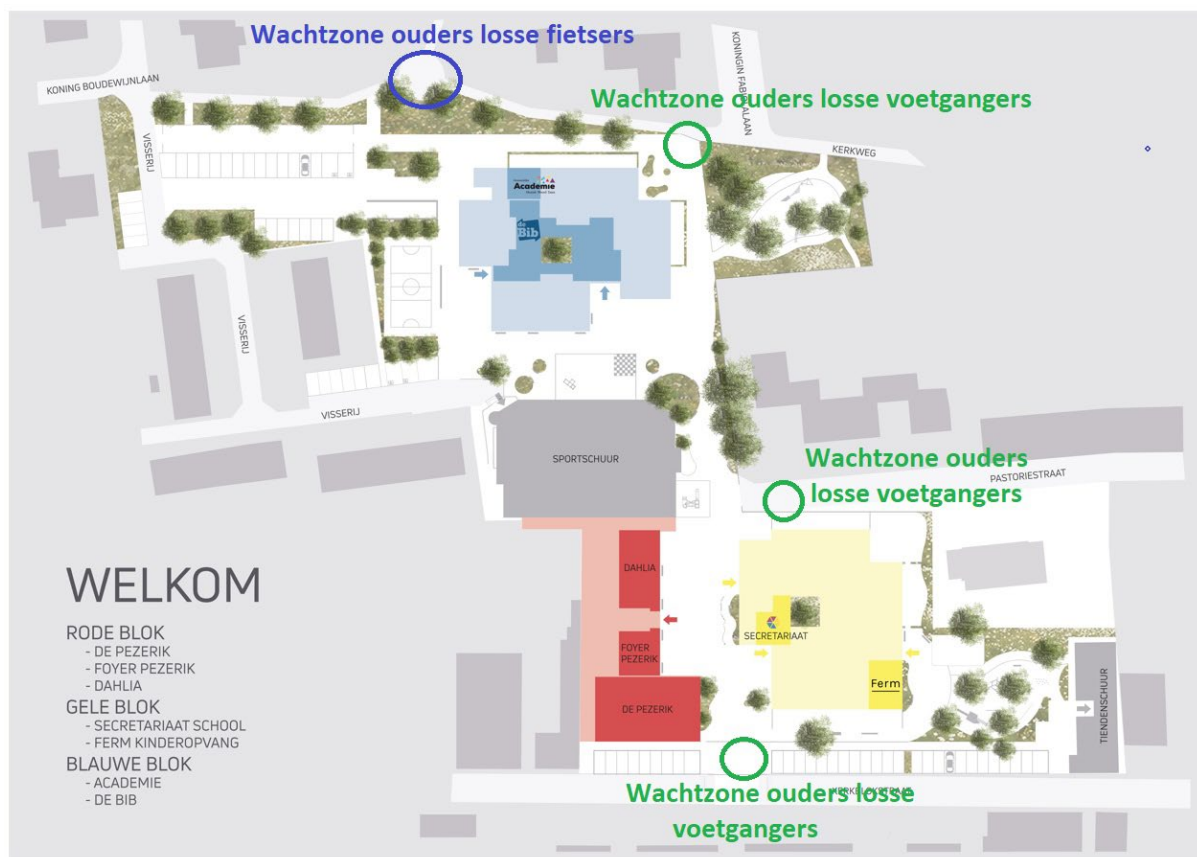 Wachtzone ouders losse fietsers
KONING BOUDEWIJNLAAN
Wachtzone ouders losse voetgangers
KERKWEG
VISSERIJ
Academie
de
Bib
VISSERIJ
VISSERIJ
SPORTSCHUUR
Wachtzone ouders
losse voetgangers
PASTORIESTRAAT
DAHLIA
SECRETARIAAT
FOYER
PEZERIK
Ferm
DE PEZERIK
TIENDENSCHUUR
WELKOM
RODE BLOK
- DE PEZERIK
- FOYER PEZERIK
- DAHLIA
GELE BLOK
- SECRETARIAAT SCHOOL
- FERM KINDEROPVANG
BLAUWE BLOK
- ACADEMIE
- DE BIB
Wachtzone ouders losse
voetgangers